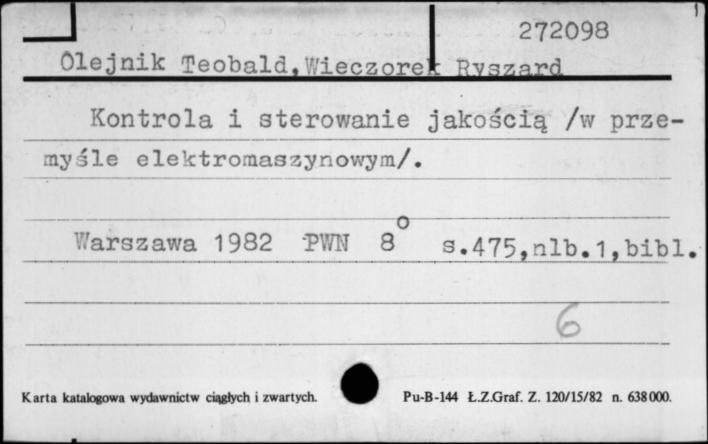 272098
Olejnik Teobald,Wieczorek Ryszard
Kontrola i sterowanie jakością /w prze-
myśle elektromaszynowym/.
Warszawa 1982 PWN 8° s.475,nlb.1,bibl.
6
Karta katalogowa wydawnictw ciągłych i zwartych. Pu-B-144 Ł.Z.Graf. Z. 120/15/82 n. 638000.